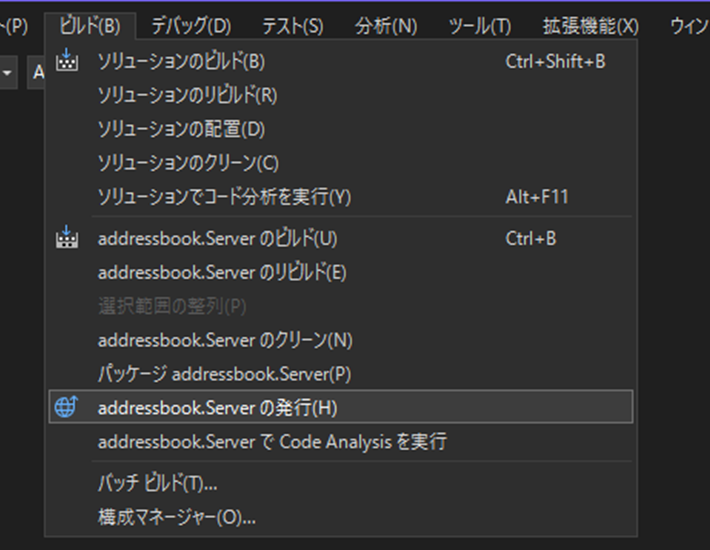 ト(P) ビルド(B) デバッグ(D) テスト(S) 分析(N) ツール(T) 拡張機能(X) ウィン
A
ソリューションのビルド(B) Ctrl+Shift+B
ソリューションのリビルド(R)
ソリューションの配置(D)
ソリューションのクリーン(C)
ソリューションでコード分析を実行(Y) Alt+F11
addressbook.Server のビルド(U) Ctrl+B
addressbook.Server のリビルド(E)
選択範囲の整列(P)
addressbook.Server のクリーン(N)
パッケージ addressbook.Server(P)
addressbook.Server の発行(H)
addressbook.Server で Code Analysis を実行
バッチ ビルド(T)...
構成マネージャー(O)...